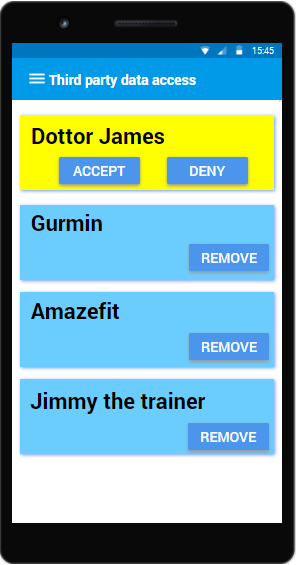 15:45
Third party data access
Dottor James
ACCEPT DENY
Gurmin
REMOVE
Amazefit
REMOVE
Jimmy the trainer
REMOVE